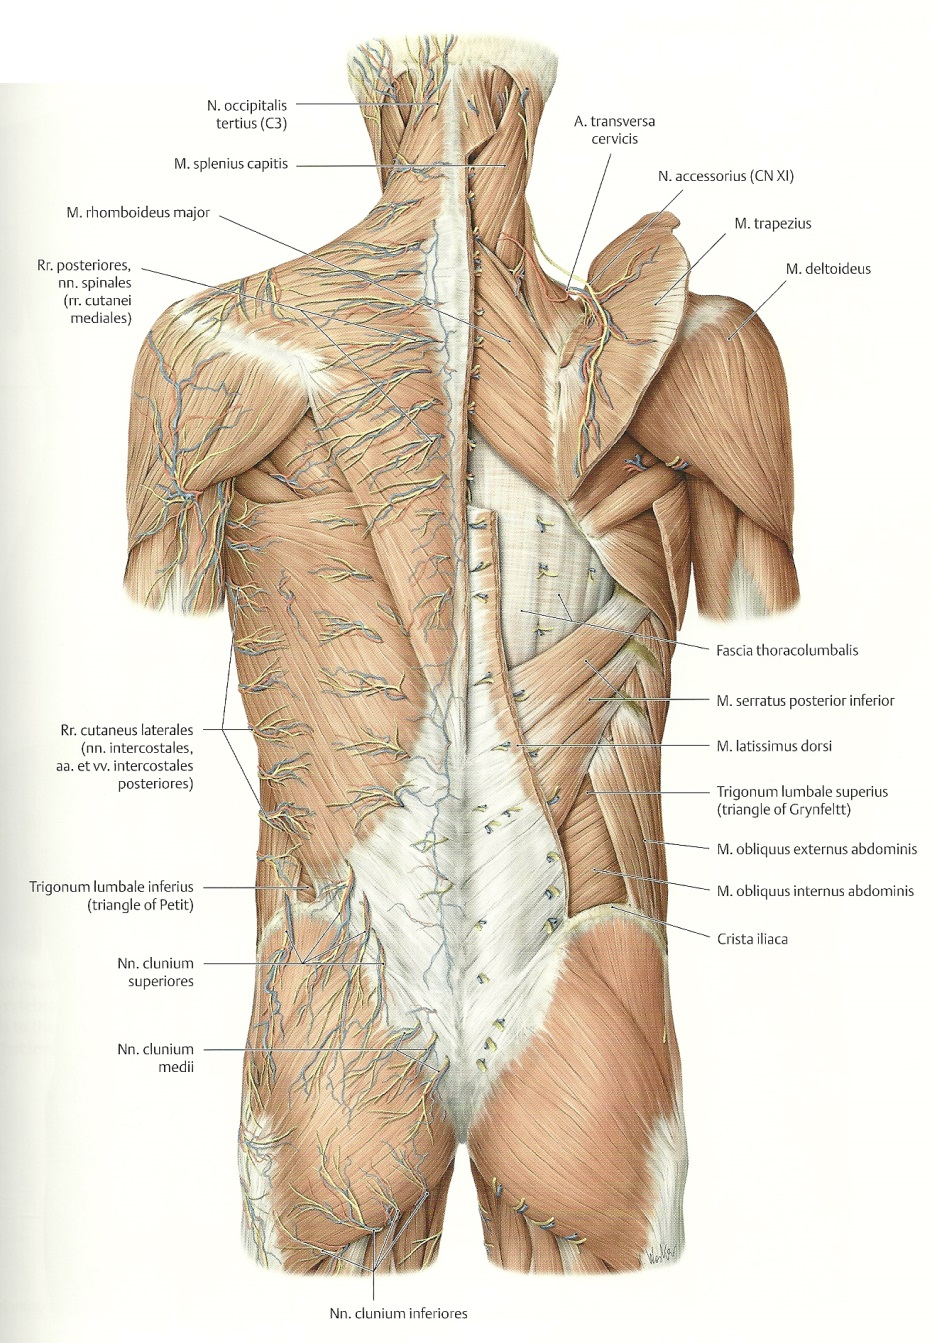 N. occipitalis
tertius (C3)
M. splenius capitis
M. rhomboideus major
Rr. posteriores,
nn. spinales
(rr. cutanei
mediales)
A. transversa
cervicis
N. accessorius (CN XI)
M. trapezius
M. deltoideus
Fascia thoracolumbalis
M. serratus posterior inferior
M. latissimus dorsi
Trigonum lumbale superius
(triangle of Grynfeltt)
M. obliquus externus abdominis
M. obliquus internus abdominis
Crista iliaca
Rr. cutaneus laterales
(nn. intercostales,
aa. et vv. intercostales
posteriores)
Trigonum lumbale inferius
(triangle of Petit)
Nn. clunium
superiores
Nn. clunium
medii
Nn. clunium inferiores